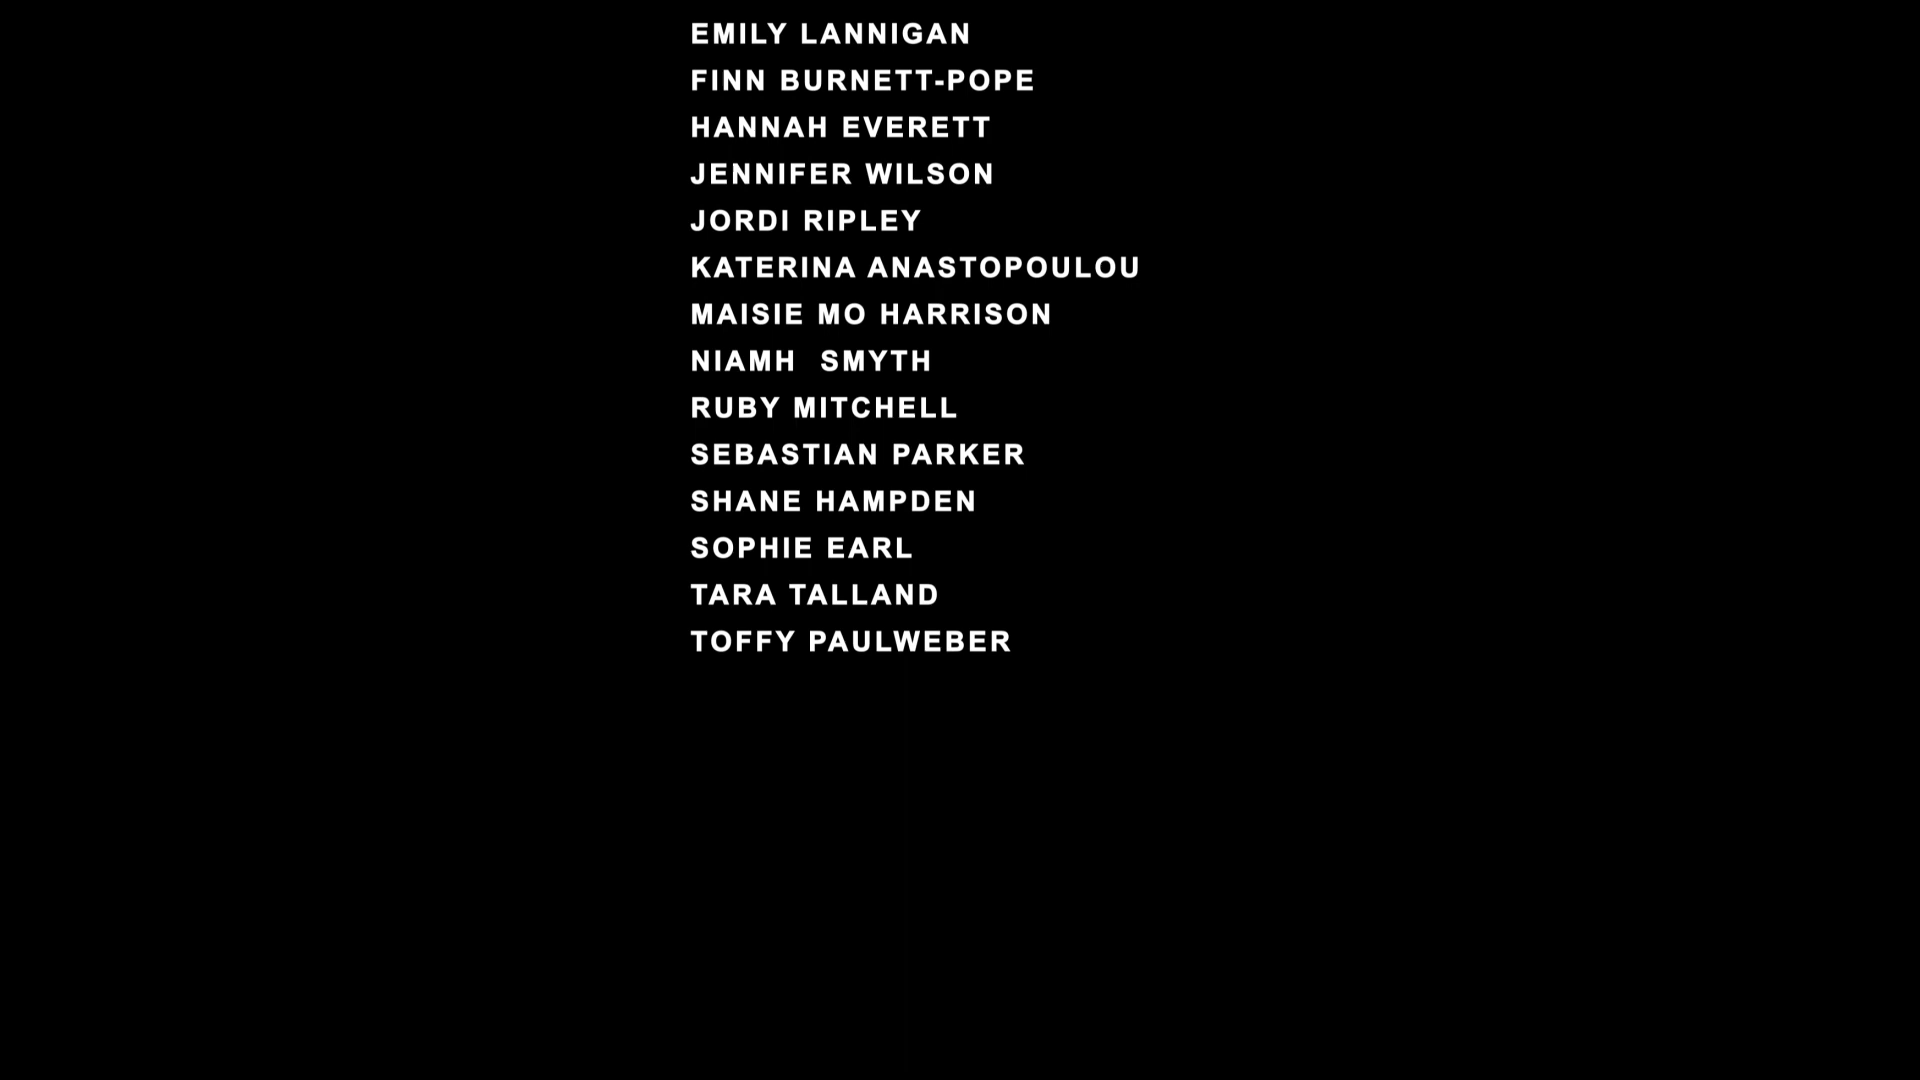 EMILY LANNIGAN
FINN BURNETT-POPE
HANNAH EVERETT
JENNIFER WILSON
JORDI RIPLEY
KATERINA ANASTOPOULOU
MAISIE MO HARRISON
NIAMH  SMYTH
RUBY MITCHELL
SEBASTIAN PARKER
SHANE HAMPDEN
SOPHIE EARL
TARA TALLAND
TOFFY PAULWEBER